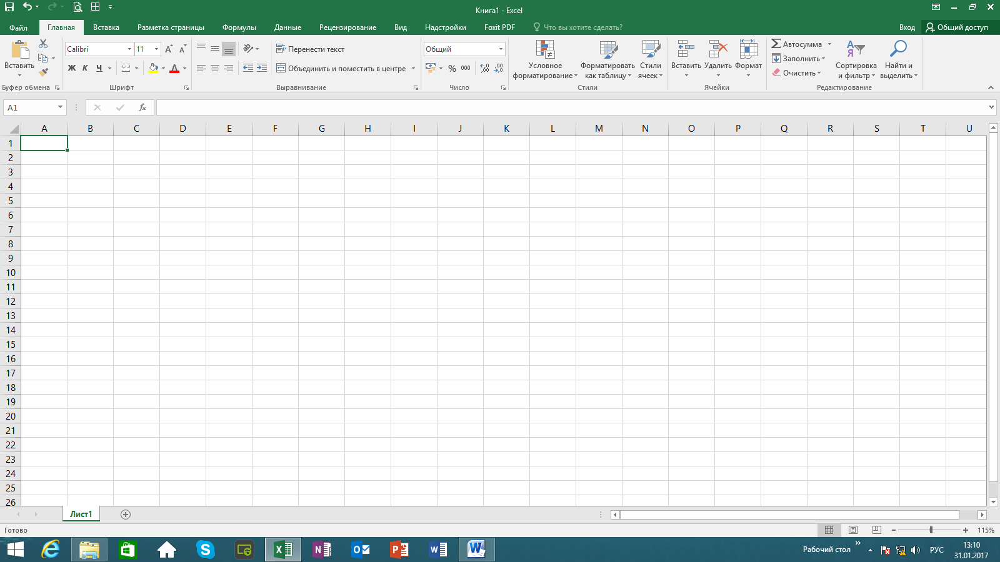 Книга1 - Excel
Файл Главная Вставка Разметка страницы Формулы Данные Рецензирование Вид Надстройки Foxit PDF Что вы хотите сделать? Вход Общий доступ
Вставить
Буфер обмена
Calibri 11
Ж К Ч А
Шрифт
Перенести текст
Объединить и поместить в центре
Выравнивание
Общий
% 000 ,00 ,00
Число
Условное форматирование
Форматировать как таблицу
Стили ячеек
Стили
Вставить Удалить Формат
Ячейки
Автосумма
Заполнить
Очистить
Сортировка и фильтр
Найти и выделить
Редактирование
A1 fx
A B C D E F G H I J K L M N O P Q R S T U
1
2
3
4
5
6
7
8
9
10
11
12
13
14
15
16
17
18
19
20
21
22
23
24
25
26
Лист1
Готово 115%
Рабочий стол » РУС 13:10
31.01.2017